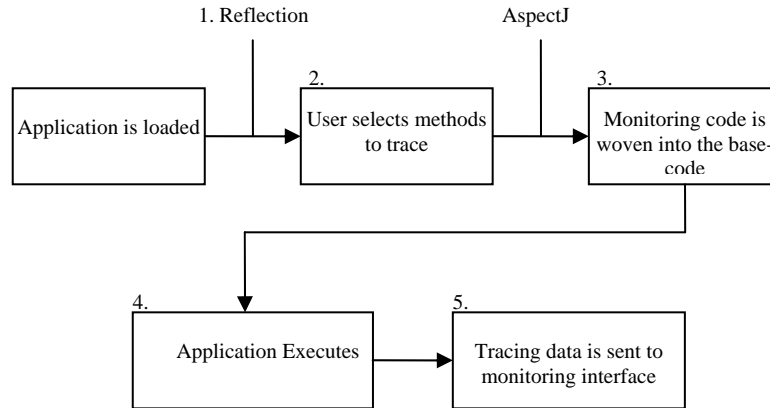 1. Reflection
AspectJ
Application is loaded
2.
User selects methods
to trace
3.
Monitoring code is
woven into the base-
code
4.
Application Executes
5.
Tracing data is sent to
monitoring interface